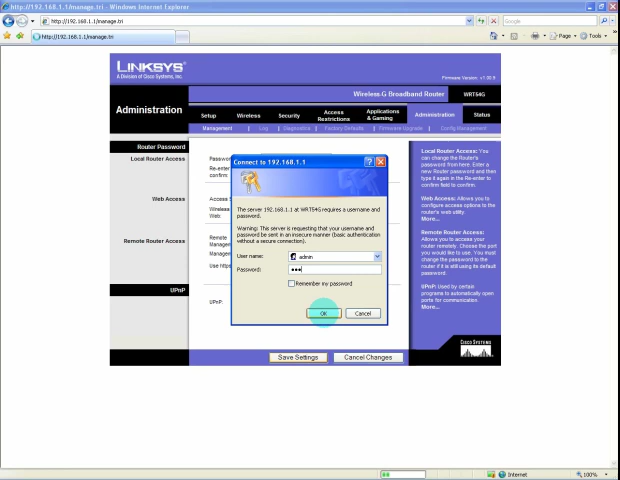 http://192.168.1.1/manage.tri - Windows Internet Explorer
http://192.168.1.1/manage.tri
Google
http://192.168.1.1/manage.tri
Page
Tools
LINKSYS®
A Division of Cisco Systems, Inc.
Firmware Version: v1.00.9
Wireless-G Broadband Router
WRT54G
Administration
Setup
Wireless
Security
Access Restrictions
Applications & Gaming
Administration
Status
Management | Log | Diagnostics | Factory Defaults | Firmware Upgrade | Config Management
Router Password
Local Router Access
Re-enter
confirm:
Web Access
Access
Wireless
Web:
Remote Router Access
Remote
Use https
UPnP
UPnP:
Connect to 192.168.1.1
The server 192.168.1.1 at WRT54G requires a username and
password.
Warning: This server is requesting that your username and
password be sent in an insecure manner (basic authentication
without a secure connection).
User name:
admin
Password:
Remember my password
OK
Cancel
Local Router Access: You
can change the Router's
password from here. Enter a
new Router password and then
type it again in the Re-enter to
confirm field to confirm.
Web Access: Allows you to
configure access options to the
router's web utility.
More...
Remote Router Access:
Allows you to access your
router remotely. Choose the port
you would like to use. You must
change the password to the
router if it is still using its default
password.
UPnP: Used by certain
programs to automatically open
ports for communication.
More...
Save Settings
Cancel Changes
CISCO SYSTEMS
Internet
100%